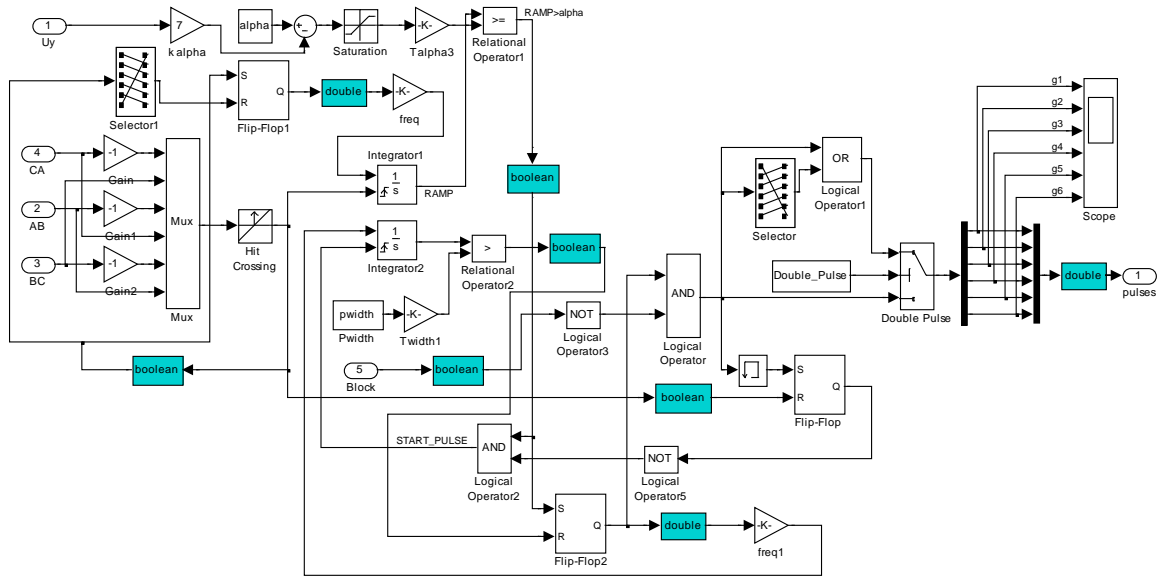 1
Uy
7
k alpha
alpha
+
−
Saturation
-K-
Talpha3
>=
Relational
Operator1
RAMP>alpha
Selector1
S
R
Q
Flip-Flop1
double
-K-
freq
4
CA
-1
Gain
2
AB
-1
Gain1
3
BC
-1
Gain2
Mux
Mux
Hit
Crossing
Integrator1
1
s
RAMP
boolean
1
s
Integrator2
>
Relational
Operator2
boolean
pwidth
Pwidth
-K-
Twidth1
NOT
Logical
Operator3
5
Block
boolean
boolean
AND
Logical
Operator
Selector
OR
Logical
Operator1
Double_Pulse
Double Pulse
g1
g2
g3
g4
g5
g6
Scope
double
1
pulses
boolean
S
R
Q
Flip-Flop
START_PULSE
AND
Logical
Operator2
NOT
Logical
Operator5
S
R
Q
Flip-Flop2
double
-K-
freq1